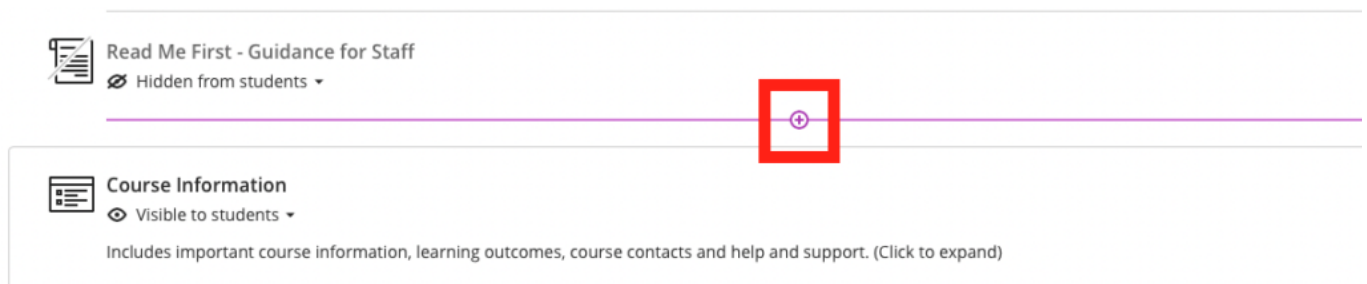 Read Me First - Guidance for Staff
Hidden from students
Course Information
Visible to students
Includes important course information, learning outcomes, course contacts and help and support. (Click to expand)